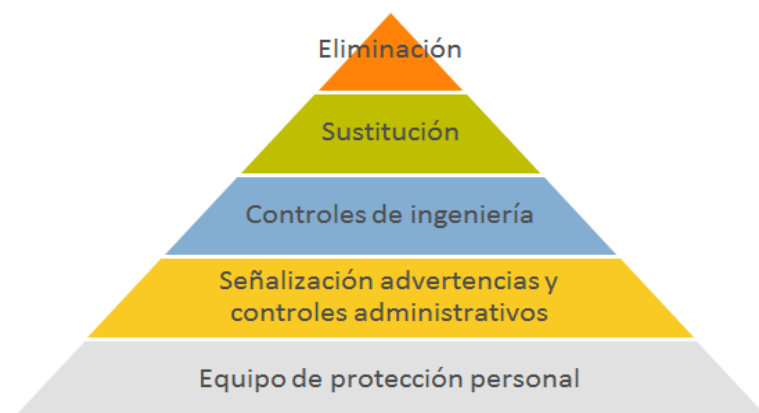 Eliminación
Sustitución
Controles de ingeniería
Señalización advertencias y
controles administrativos
Equipo de protección personal